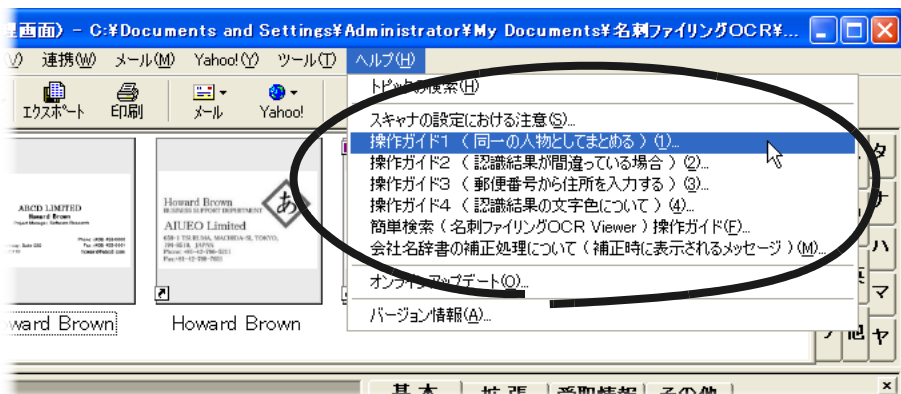 画面) - C:¥Documents and Settings¥Administrator¥My Documents¥名刺ファイリングOCR¥...
(V) 連携(W) メール(M) Yahoo!(Y) ツール(T) ヘルプ(H)
エクスポート 印刷 メール Yahoo!
トピックの検索(H)
スキャナの設定における注意(S)...
操作ガイド1 (同一の人物としてまとめる)(1)...
操作ガイド2 (認識結果が間違っている場合)(2)...
操作ガイド3 (郵便番号から住所を入力する)(3)...
操作ガイド4 (認識結果の文字色について)(4)...
簡単検索(名刺ファイリングOCR Viewer)操作ガイド(F)...
会社名辞書の補正処理について(補正時に表示されるメッセージ)(M)...
オンラインアップデート(O)...
バージョン情報(A)...
ABCD LIMITED
Howard Brown
Howard Brown
BUSINESS SUPPORT DEPARTMENT
あ
AIUEO Limited
ward Brown
Howard Brown
タ
ナ
ハ
マ
ヤ
他
基本 拡張 受取情報 その他